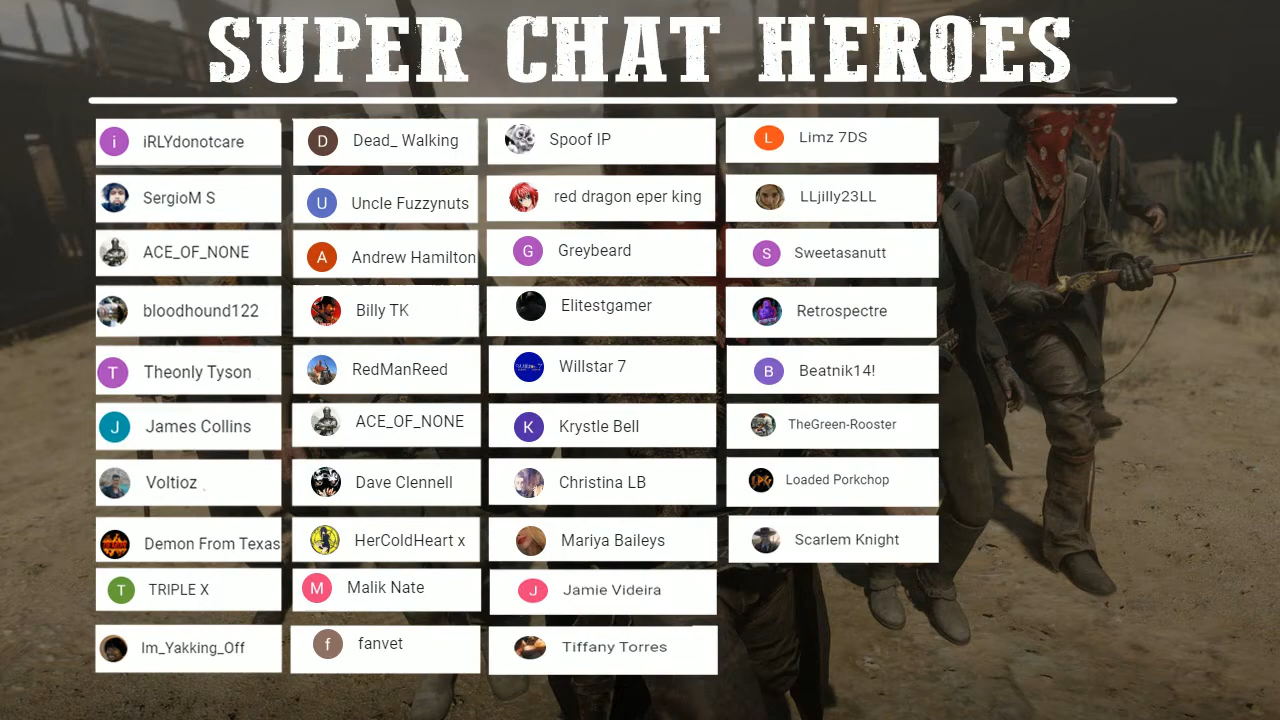 SUPER CHAT HEROES
i iRLYdonotcare
SergioM S
ACE_OF_NONE
bloodhound122
T Theonly Tyson
J James Collins
Voltioz
Demon From Texas
T TRIPLE X
Im_Yakking_Off
D Dead_ Walking
U Uncle Fuzzynuts
A Andrew Hamilton
Billy TK
RedManReed
ACE_OF_NONE
Dave Clennell
HerColdHeart x
M Malik Nate
f fanvet
Spoof IP
red dragon eper king
G Greybeard
Elitestgamer
Willstar 7
K Krystle Bell
Christina LB
Mariya Baileys
J Jamie Videira
Tiffany Torres
L Limz 7DS
LLjilly23LL
S Sweetasanutt
Retrospectre
B Beatnik14!
TheGreen-Rooster
LPG Loaded Porkchop
Scarlem Knight